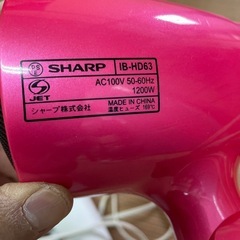 PS E
SHARP IB-HD63
AC100V 50-60Hz
1200W
S JET
シャープ株式会社
MADE IN CHINA
温度ヒューズ 169℃